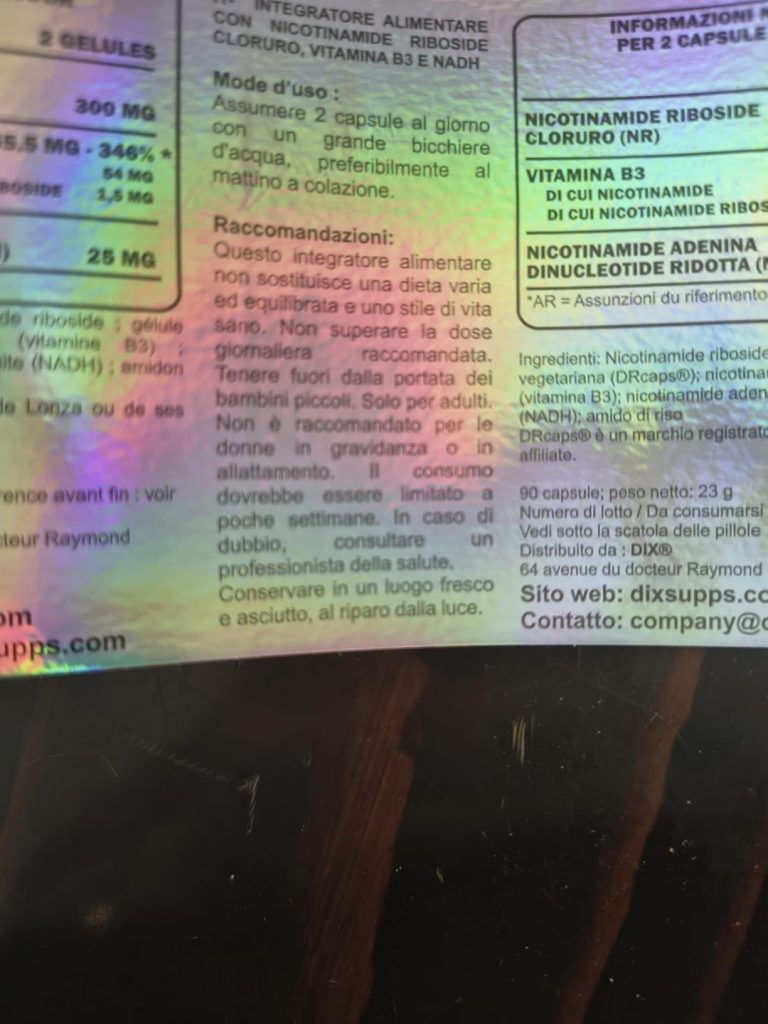 2 GELULES
300 MG
5.5 MG - 346% *
54 MG
BOSIDE 1,5 MG
25 MG
de riboside ; gélule
(vitamine B3) ;
(NADH) ; amidon
de Lonza ou de ses
rence avant fin : voir
cteur Raymond
om
upps.com
INTEGRATORE ALIMENTARE
CON NICOTINAMIDE RIBOSIDE
CLORURO, VITAMINA B3 E NADH
Mode d'uso :
Assumere 2 capsule al giorno
con un grande bicchiere
d'acqua, preferibilmente al
mattino a colazione.
Raccomandazioni:
Questo integratore alimentare
non sostituisce una dieta varia
ed equilibrata e uno stile di vita
sano. Non superare la dose
giornaliera raccomandata.
Tenere fuori dalla portata dei
bambini piccoli. Solo per adulti.
Non è raccomandato per le
donne in gravidanza o in
allattamento. Il consumo
dovrebbe essere limitato a
poche settimane. In caso di
dubbio, consultare un
professionista della salute.
Conservare in un luogo fresco
e asciutto, al riparo dalla luce.
INFORMAZIONI N
PER 2 CAPSULE
NICOTINAMIDE RIBOSIDE
CLORURO (NR)
VITAMINA B3
DI CUI NICOTINAMIDE
DI CUI NICOTINAMIDE RIBOS
NICOTINAMIDE ADENINA
DINUCLEOTIDE RIDOTTA (N
*AR = Assunzioni du riferimento
Ingredienti: Nicotinamide riboside
vegetariana (DRcaps®); nicotina
(vitamina B3); nicotinamide aden
(NADH); amido di riso
DRcaps® è un marchio registrato
affiliate.
90 capsule; peso netto: 23 g
Numero di lotto / Da consumarsi
Vedi sotto la scatola delle pillole
Distribuito da : DIX®
64 avenue du docteur Raymond
Sito web: dixsupps.co
Contatto: company@d